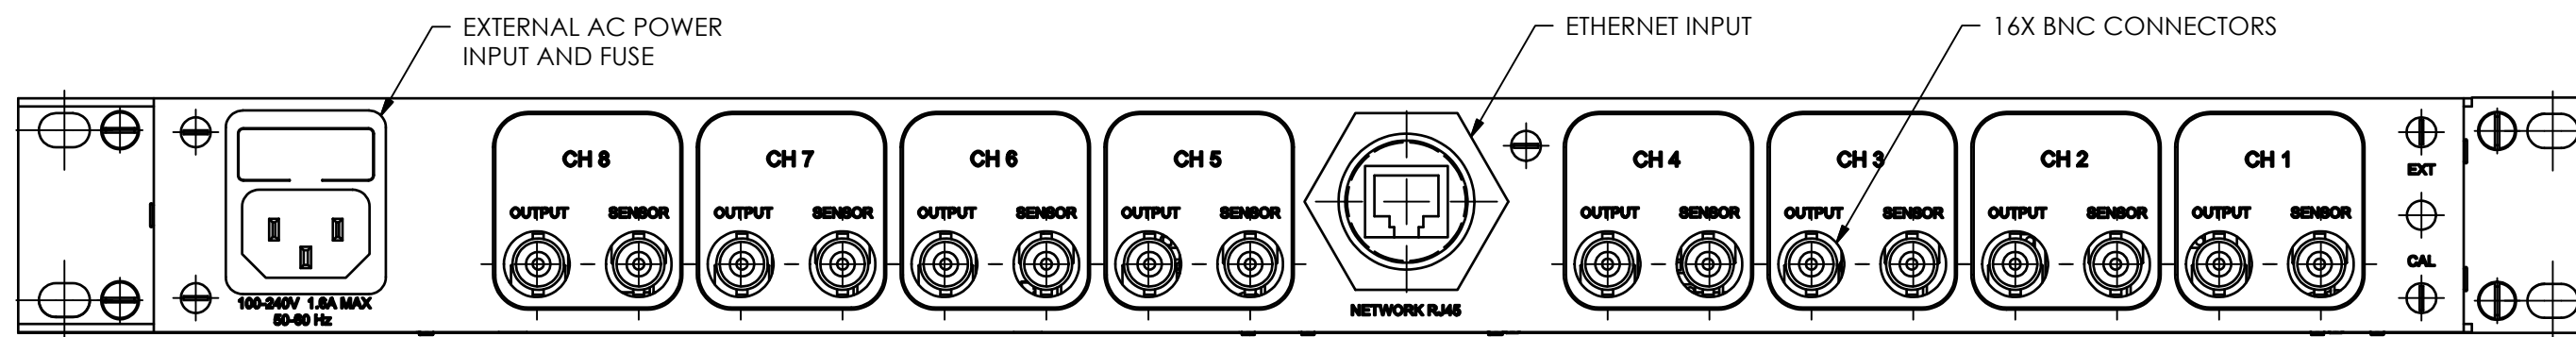 EXTERNAL AC POWER
INPUT AND FUSE
ETHERNET INPUT
16X BNC CONNECTORS
CH 8
CH 7
CH 6
CH 5
CH 4
CH 3
CH 2
CH 1
EXT
OUTPUT SENSOR
OUTPUT SENSOR
OUTPUT SENSOR
OUTPUT SENSOR
OUTPUT SENSOR
OUTPUT SENSOR
OUTPUT SENSOR
OUTPUT SENSOR
CAL
100-240V 1.6A MAX
50-60 Hz
NETWORK RJ45